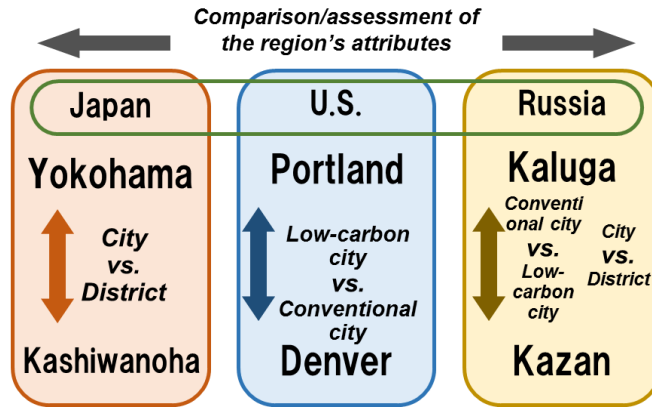 Comparison/assessment of
the region's attributes
Japan
Yokohama
City
vs.
District
Kashiwanoha
U.S.
Portland
Low-carbon
city
vs.
Conventional
city
Denver
Russia
Kaluga
Conventi
onal city
vs.
Low-
carbon
city
City
vs.
District
Kazan